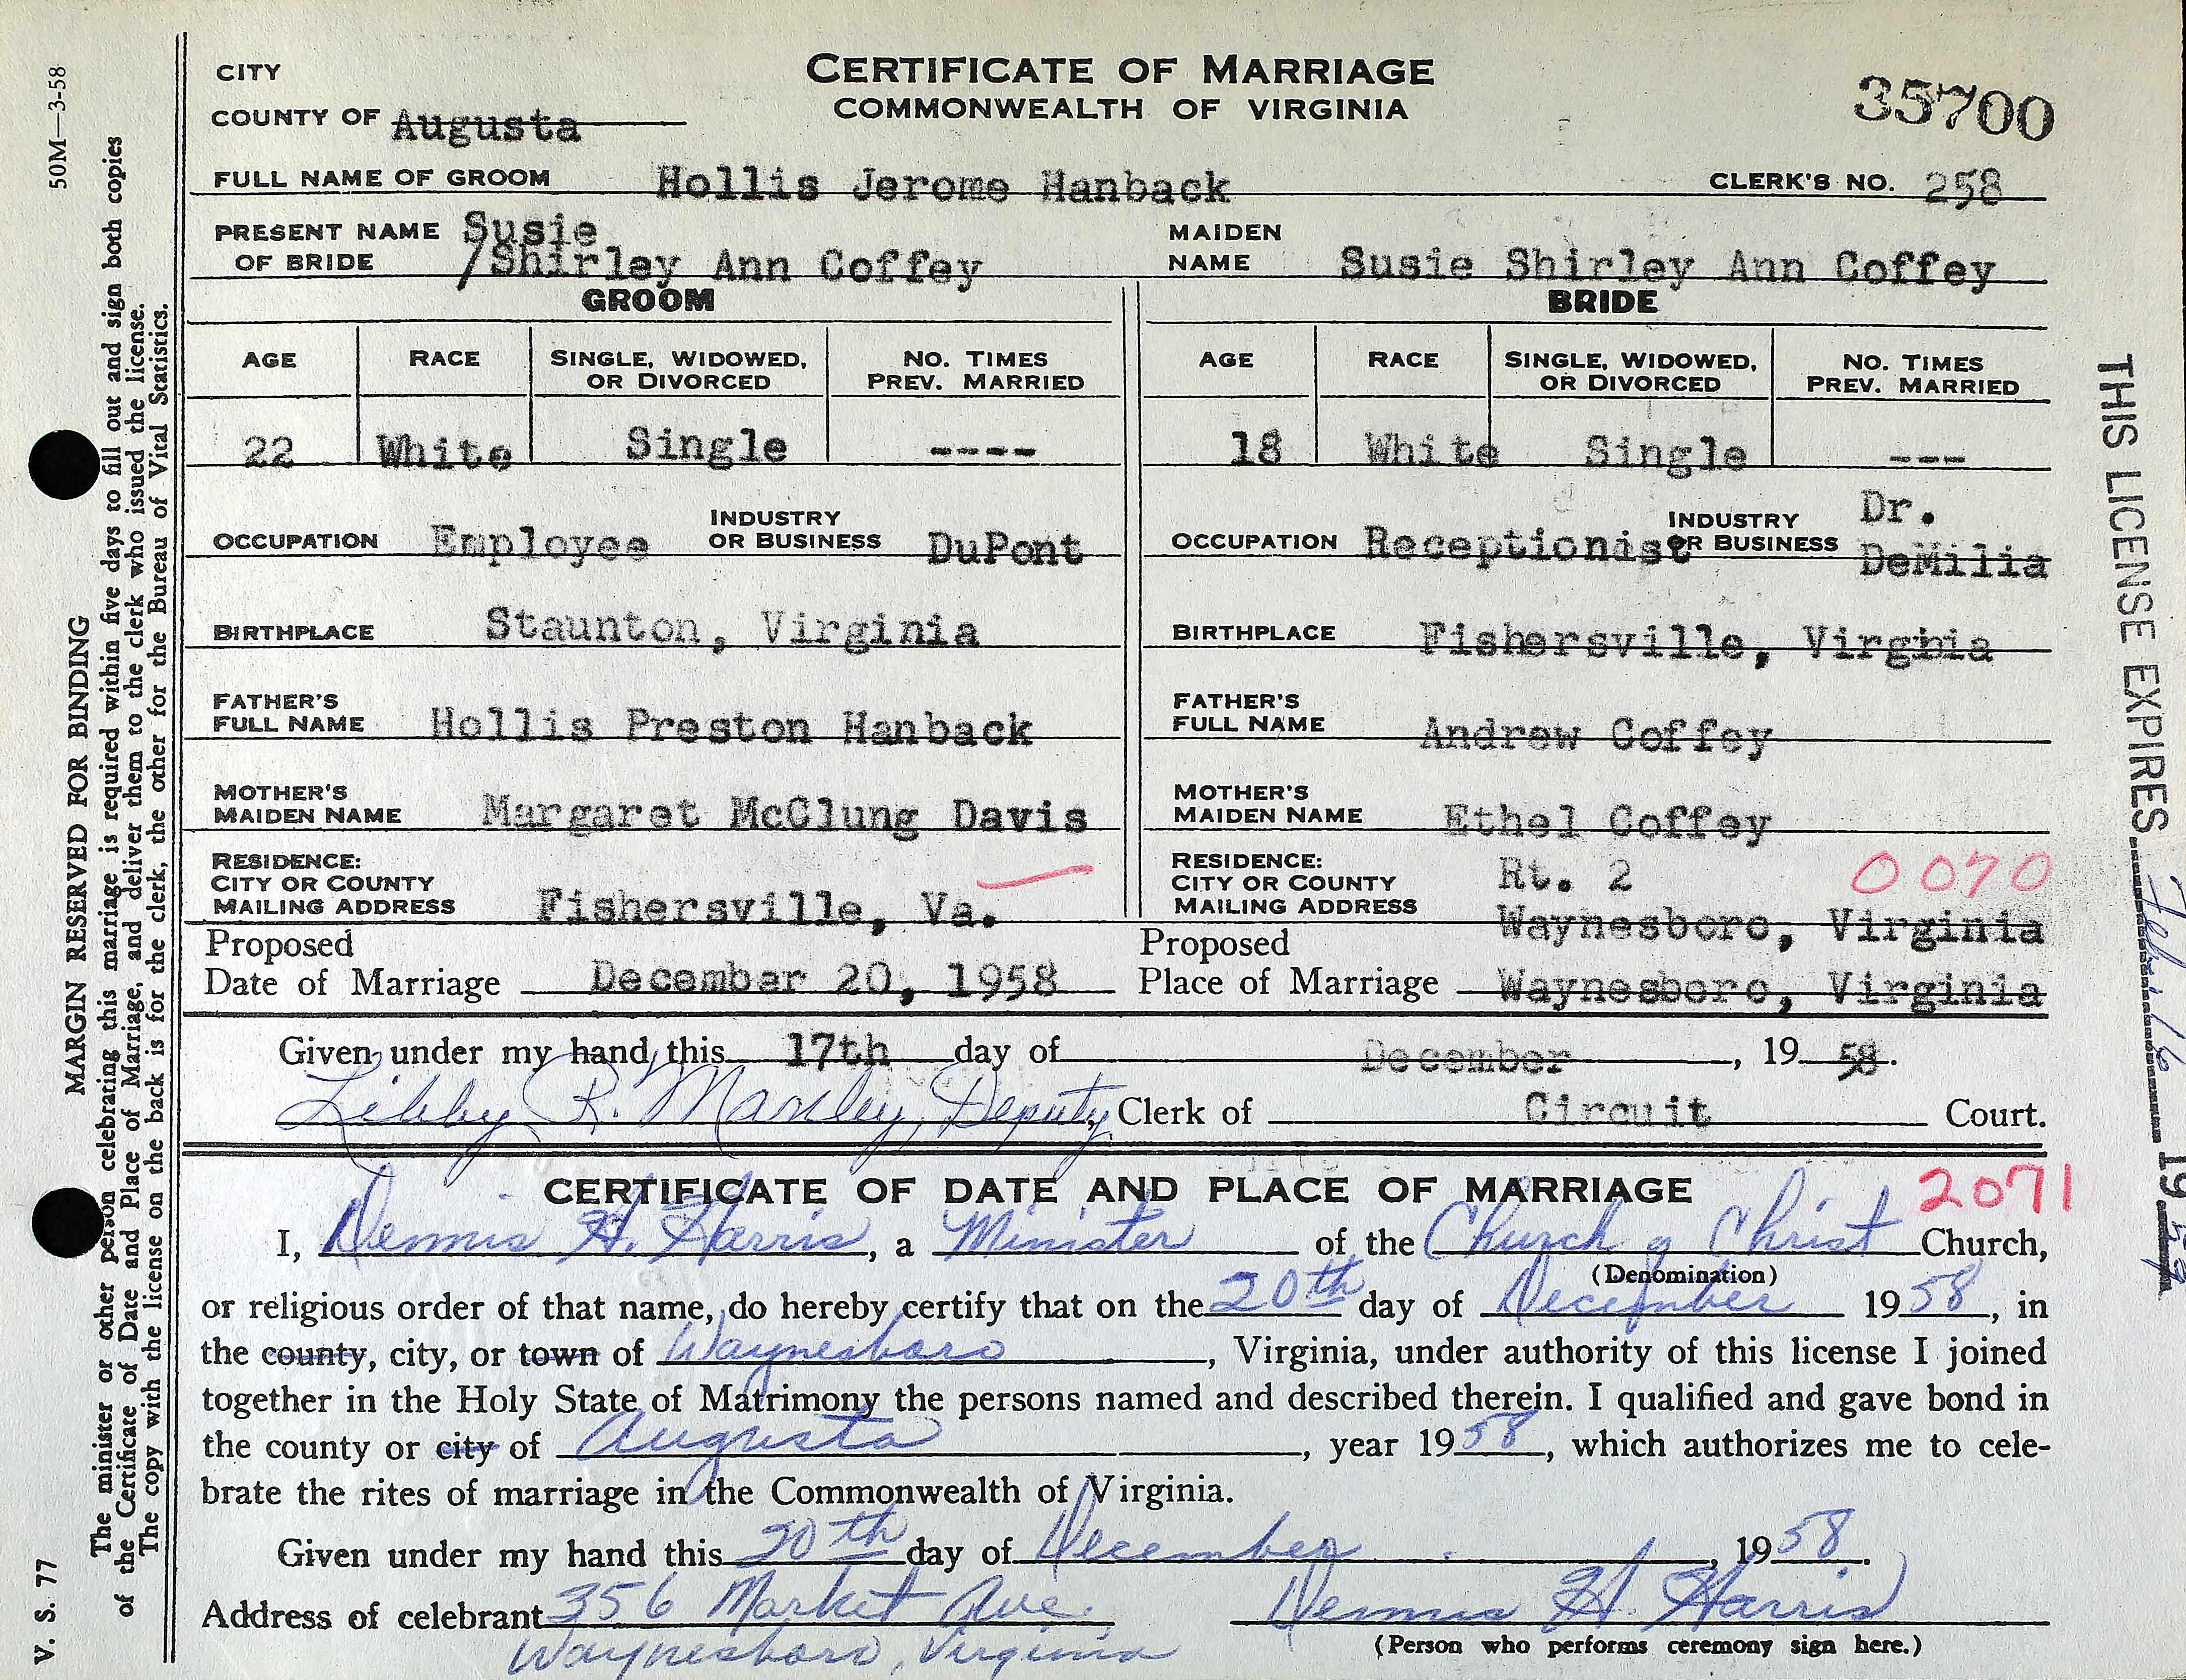 CITY
CERTIFICATE OF MARRIAGE
COMMONWEALTH OF VIRGINIA
35700
COUNTY OF Augusta
FULL NAME OF GROOM Hollis Jerome Hanback CLERK'S NO. 258
PRESENT NAME OF BRIDE Susie
/Shirley Ann Coffey MAIDEN NAME Susie Shirley Ann Coffey
GROOM BRIDE
AGE RACE SINGLE, WIDOWED, OR DIVORCED NO. TIMES PREV. MARRIED AGE RACE SINGLE, WIDOWED, OR DIVORCED NO. TIMES PREV. MARRIED
22 White Single ---- 18 White Single ---
OCCUPATION Employee INDUSTRY OR BUSINESS DuPont OCCUPATION Receptionist INDUSTRY OR BUSINESS Dr. DeMilia
BIRTHPLACE Staunton, Virginia BIRTHPLACE Fishersville, Virginia
FATHER'S FULL NAME Hollis Preston Hanback FATHER'S FULL NAME Andrew Coffey
MOTHER'S MAIDEN NAME Margaret McClung Davis MOTHER'S MAIDEN NAME Ethel Coffey
RESIDENCE: CITY OR COUNTY MAILING ADDRESS Fishersville, Va. RESIDENCE: CITY OR COUNTY MAILING ADDRESS Rt. 2 0070
Waynesboro, Virginia
Proposed Date of Marriage December 20, 1958 Proposed Place of Marriage Waynesboro, Virginia
Given under my hand this 17th day of December, 19 58.
Libby R. Manley, Deputy Clerk of Circuit Court.
CERTIFICATE OF DATE AND PLACE OF MARRIAGE 2071
I, Dennis H. Harris, a Minister of the Church of Christ Church,
(Denomination)
or religious order of that name, do hereby certify that on the 20th day of December 1958, in
the county, city, or town of Waynesboro, Virginia, under authority of this license I joined
together in the Holy State of Matrimony the persons named and described therein. I qualified and gave bond in
the county or city of Augusta, year 1958, which authorizes me to cele-
brate the rites of marriage in the Commonwealth of Virginia.
Given under my hand this 20th day of December, 1958.
Address of celebrant 356 Market Ave. Dennis H. Harris
Waynesboro, Virginia (Person who performs ceremony sign here.)
V. S. 77 MARGIN RESERVED FOR BINDING 50M—3-58
The minister or other person celebrating this marriage is required within five days to fill out and sign both copies
of the Certificate of Date and Place of Marriage, and deliver them to the clerk who issued the license.
The copy with the license on the back is for the clerk, the other for the Bureau of Vital Statistics.
THIS LICENSE EXPIRES Feb. 16 1959